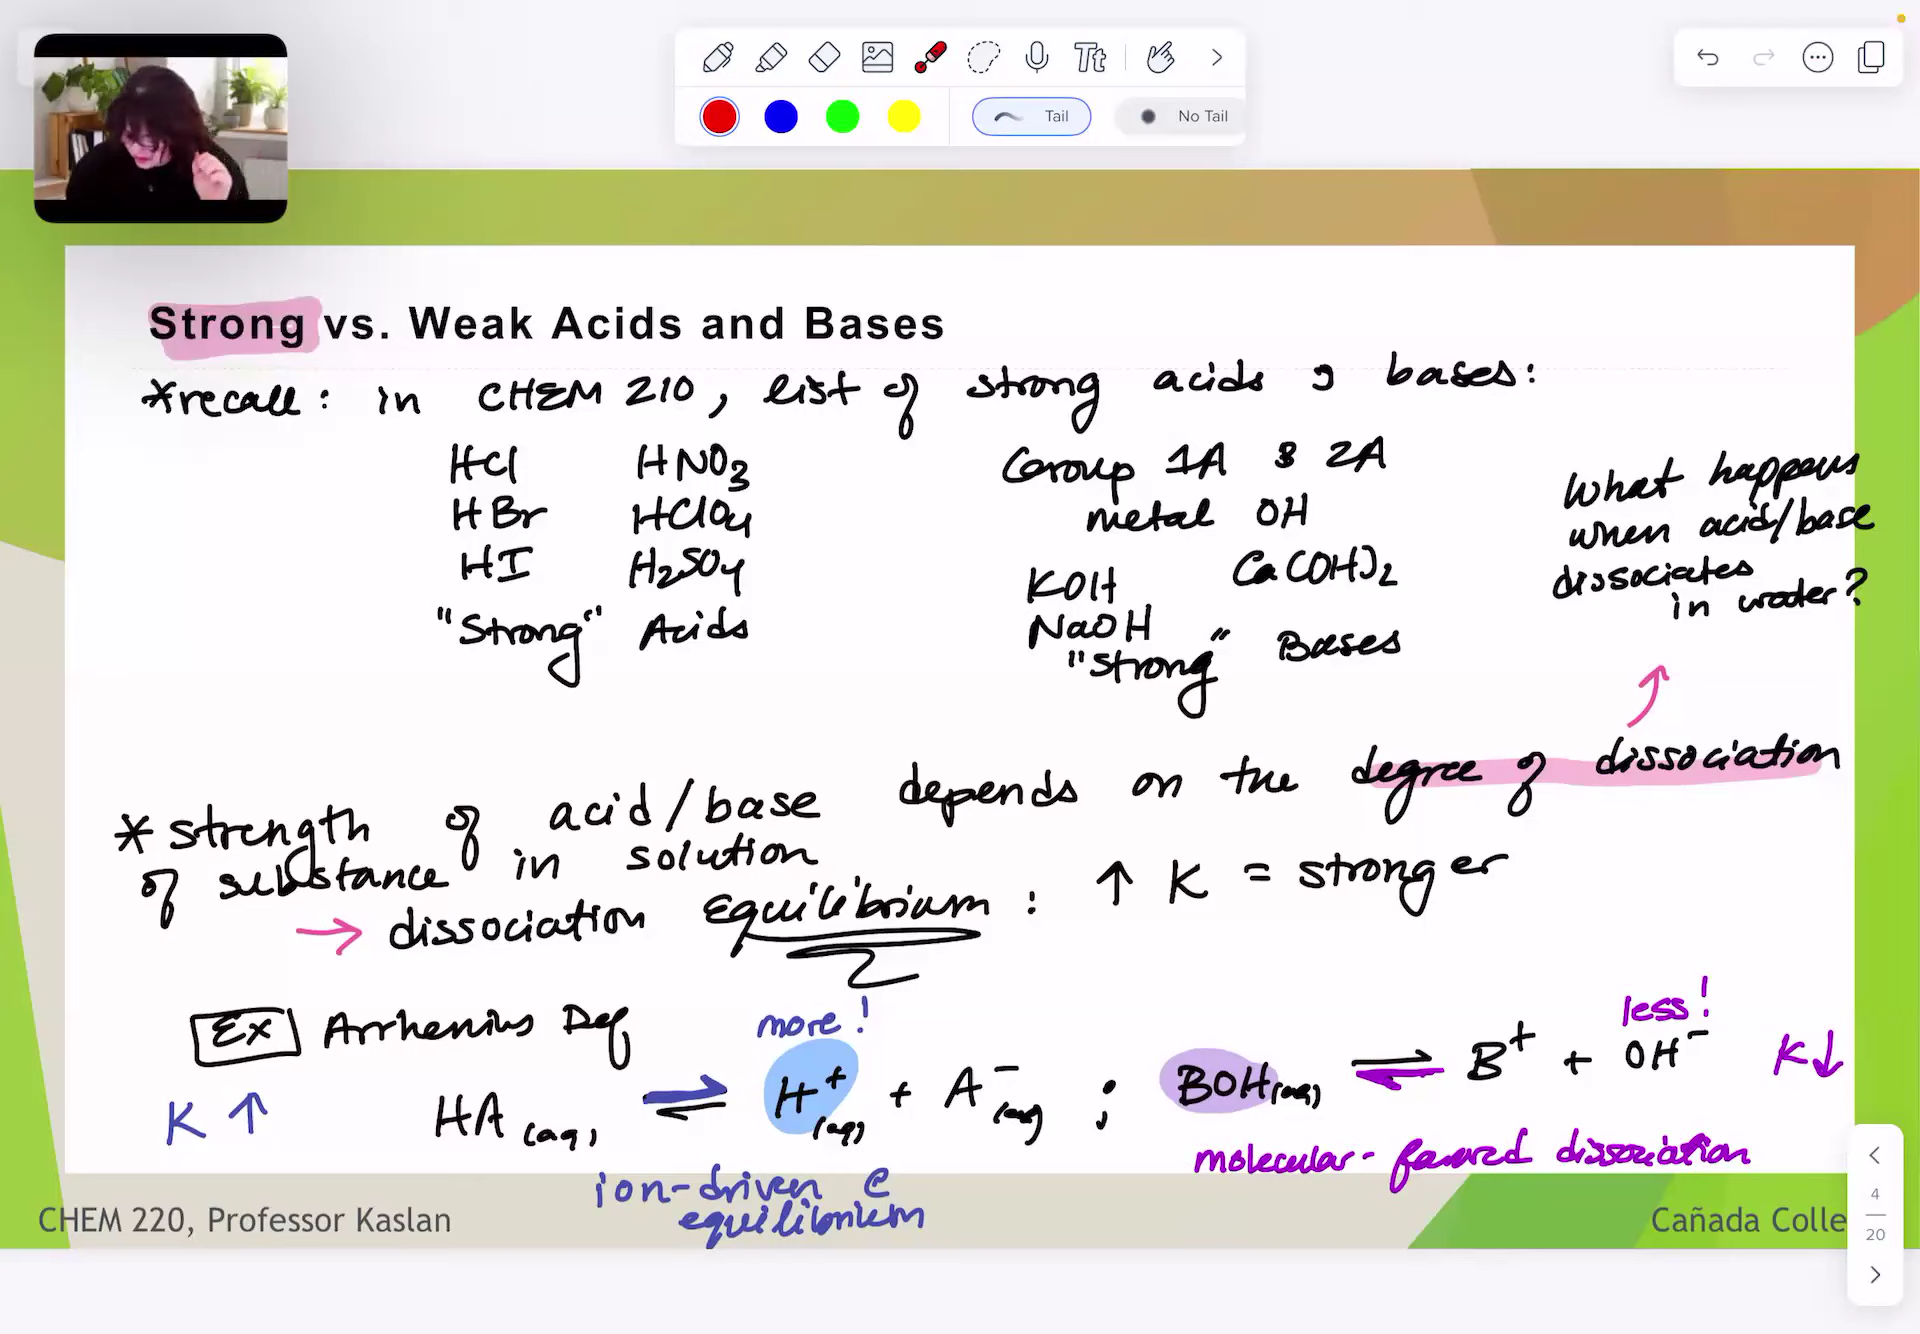 Tt
Tail
No Tail
Strong vs. Weak Acids and Bases
*recall: in CHEM 210, list of strong acids & bases:
HCl HNO3
HBr HClO4
HI H2SO4
"Strong" Acids
Group 1A & 2A
metal OH
KOH Ca(OH)2
NaOH
"Strong" Bases
What happens
when acid/base
dissociates
in water?
* strength of acid/base depends on the degree of dissociation
of substance in solution
→ dissociation equilibrium : ↑ K = stronger
Ex Arrhenius Def
more!
K ↑ HA(aq) ⇌ H+(aq) + A-(aq) ;
ion-driven @
equilibrium
less!
BOH(aq) ⇌ B+ + OH- K↓
molecular-favored dissociation
CHEM 220, Professor Kaslan
Cañada Colle
4
20